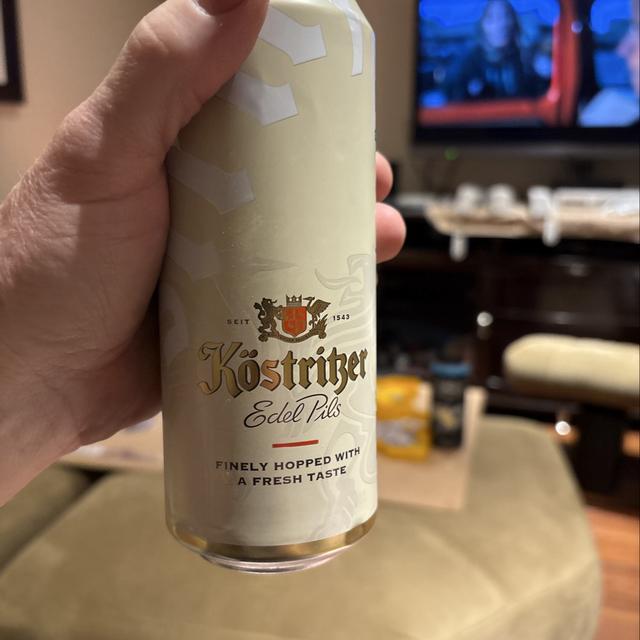 SEIT 1543
Köstritzer
Edel Pils
FINELY HOPPED WITH
A FRESH TASTE